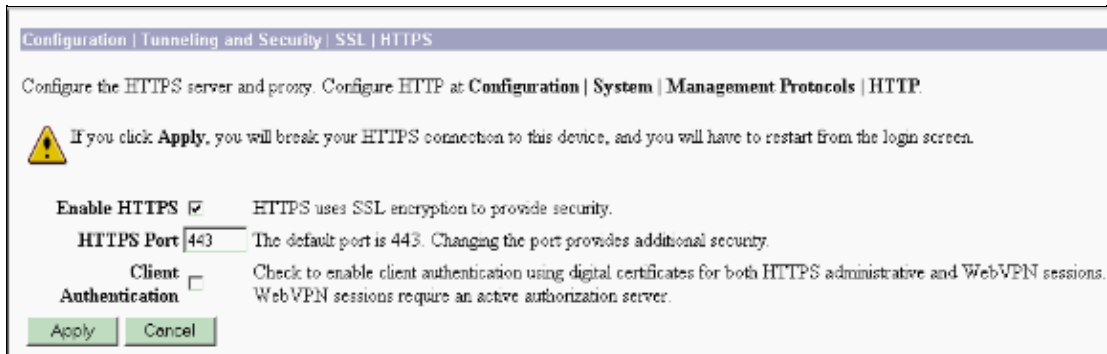 Configuration | Tunneling and Security | SSL | HTTPS
Configure the HTTPS server and proxy. Configure HTTP at Configuration | System | Management Protocols | HTTP.
If you click Apply, you will break your HTTPS connection to this device, and you will have to restart from the login screen.
Enable HTTPS HTTPS uses SSL encryption to provide security.
HTTPS Port 443 The default port is 443. Changing the port provides additional security.
Client Authentication Check to enable client authentication using digital certificates for both HTTPS administrative and WebVPN sessions.
WebVPN sessions require an active authorization server.
Apply Cancel